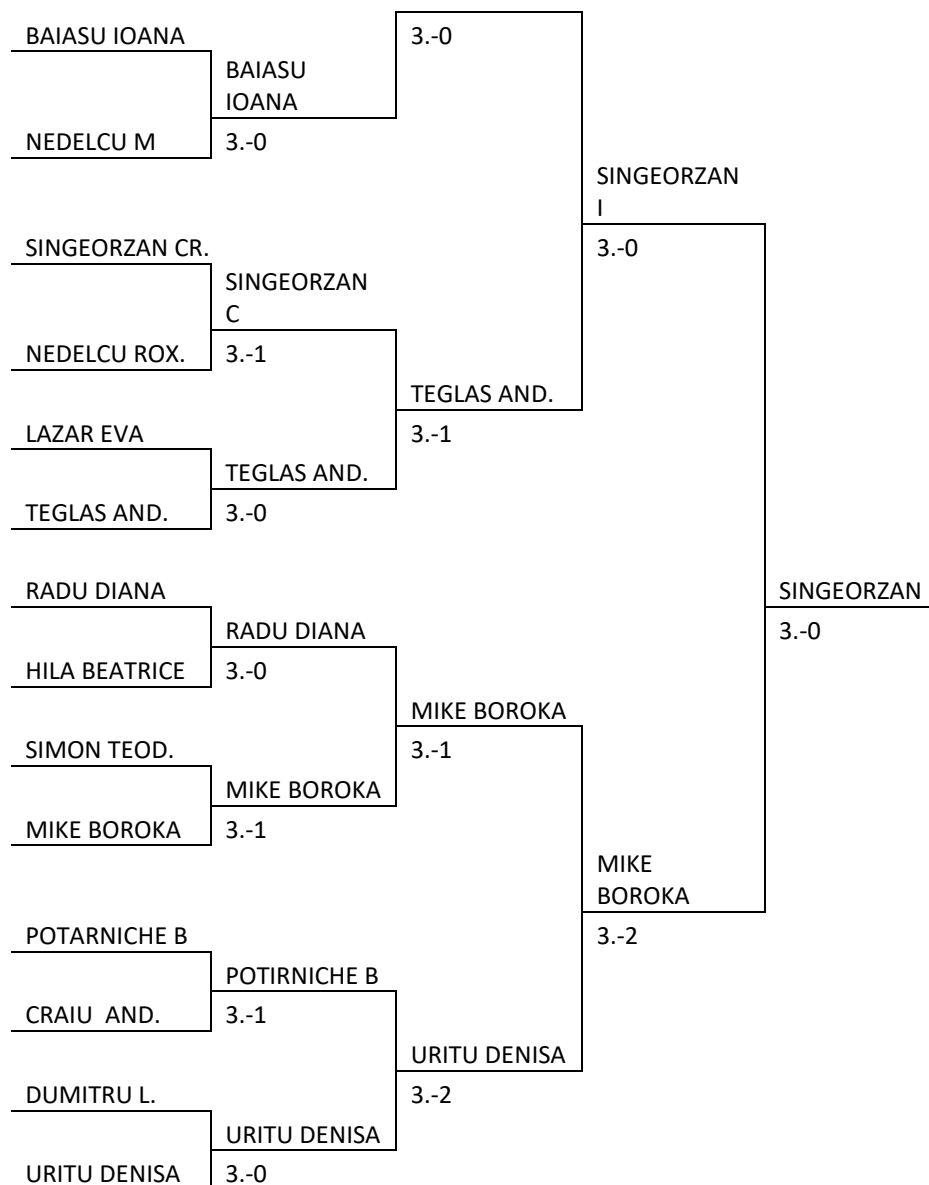 BAIASU IOANA
3.-0
BAIASU
IOANA
NEDELCU M
3.-0
SINGEORZAN
I
SINGEORZAN CR.
3.-0
SINGEORZAN
C
NEDELCU ROX.
3.-1
TEGLAS AND.
LAZAR EVA
3.-1
TEGLAS AND.
TEGLAS AND.
3.-0
RADU DIANA
SINGEORZAN
RADU DIANA
3.-0
HILA BEATRICE
3.-0
MIKE BOROKA
SIMON TEOD.
3.-1
MIKE BOROKA
MIKE BOROKA
3.-1
MIKE
BOROKA
POTARNICHE B
3.-2
POTIRNICHE B
CRAIU  AND.
3.-1
URITU DENISA
DUMITRU L.
3.-2
URITU DENISA
URITU DENISA
3.-0